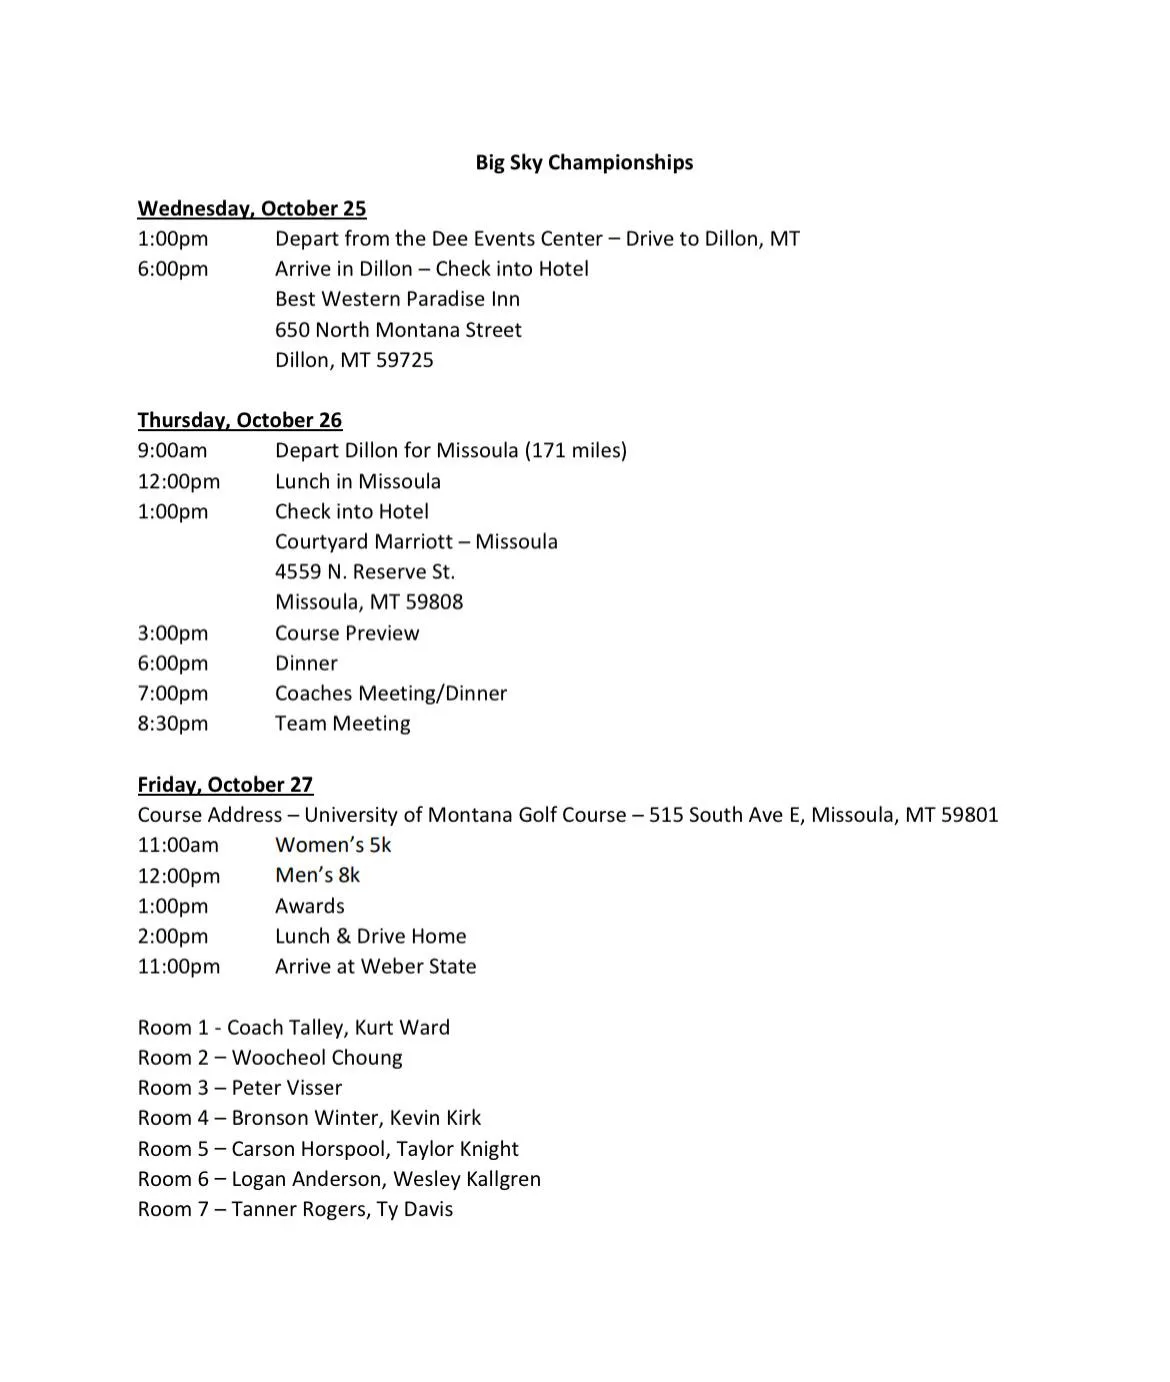 Big Sky Championships
Wednesday, October 25
1:00pm Depart from the Dee Events Center – Drive to Dillon, MT
6:00pm Arrive in Dillon – Check into Hotel
Best Western Paradise Inn
650 North Montana Street
Dillon, MT 59725
Thursday, October 26
9:00am Depart Dillon for Missoula (171 miles)
12:00pm Lunch in Missoula
1:00pm Check into Hotel
Courtyard Marriott – Missoula
4559 N. Reserve St.
Missoula, MT 59808
3:00pm Course Preview
6:00pm Dinner
7:00pm Coaches Meeting/Dinner
8:30pm Team Meeting
Friday, October 27
Course Address – University of Montana Golf Course – 515 South Ave E, Missoula, MT 59801
11:00am Women’s 5k
12:00pm Men’s 8k
1:00pm Awards
2:00pm Lunch & Drive Home
11:00pm Arrive at Weber State
Room 1 - Coach Talley, Kurt Ward
Room 2 – Woocheol Choung
Room 3 – Peter Visser
Room 4 – Bronson Winter, Kevin Kirk
Room 5 – Carson Horspool, Taylor Knight
Room 6 – Logan Anderson, Wesley Kallgren
Room 7 – Tanner Rogers, Ty Davis